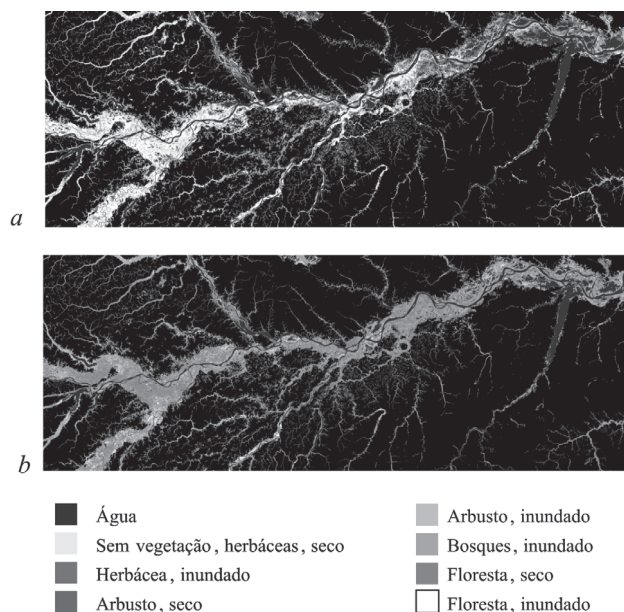 a
b
Água
Sem vegetação, herbáceas, seco
Herbácea, inundado
Arbusto, seco
Arbusto, inundado
Bosques, inundado
Floresta, seco
Floresta, inundado